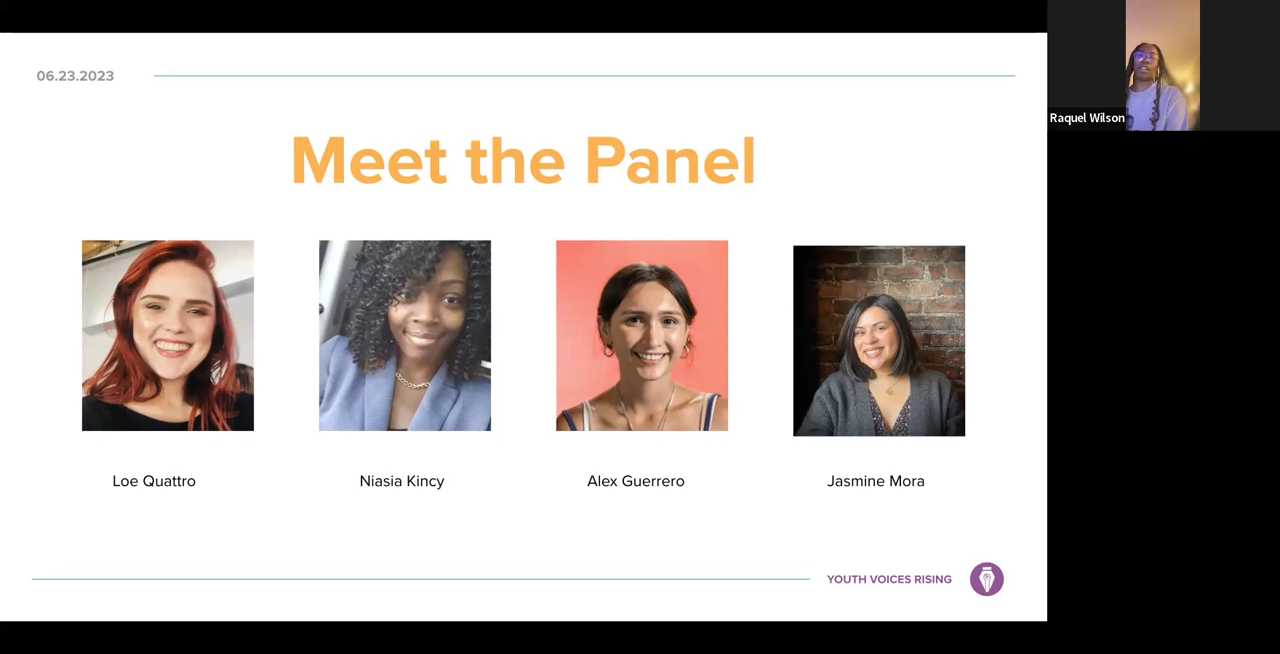 06.23.2023
Meet the Panel
Loe Quattro
Niasia Kincy
Alex Guerrero
Jasmine Mora
YOUTH VOICES RISING
Raquel Wilson